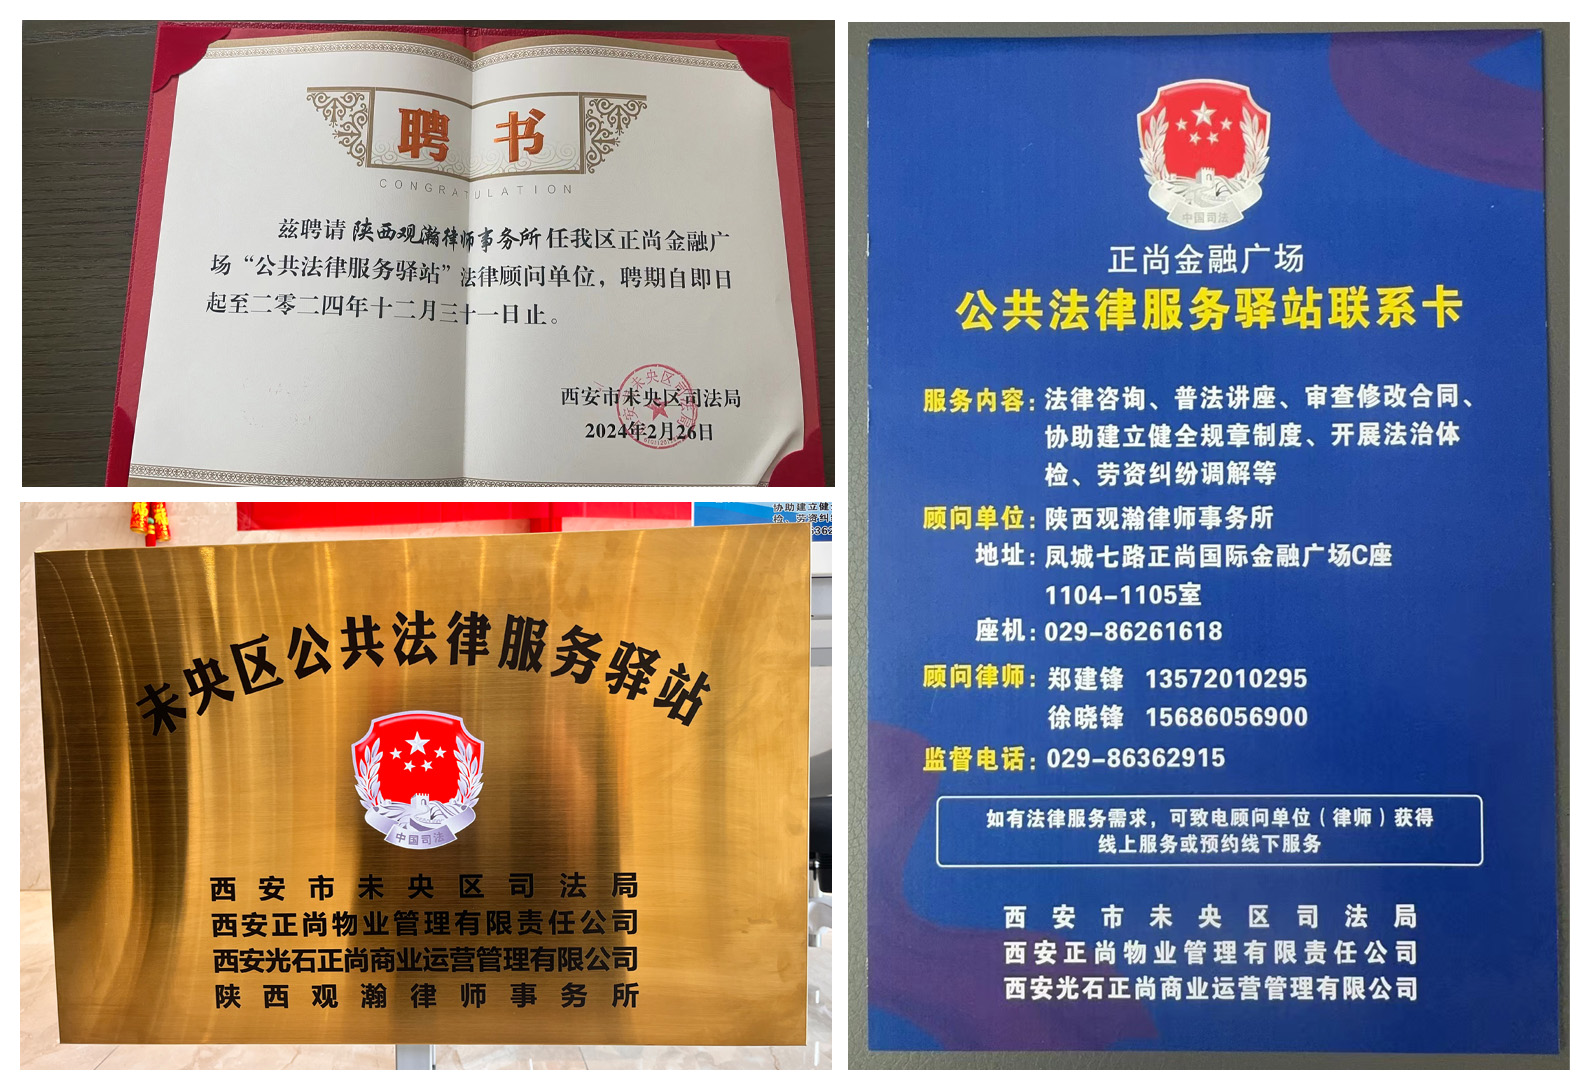 聘书
CONGRATULATION
兹聘请陕西观瀚律师事务所任我区正尚金融广
场“公共法律服务驿站”法律顾问单位，聘期自即日
起至二零二四年十二月三十一日止。
西安市未央区司法局
2024年2月26日
协助建立健
检、劳资纠
未央区公共法律服务驿站
中国司法
西安市未央区司法局
西安正尚物业管理有限责任公司
西安光石正尚商业运营管理有限公司
陕西观瀚律师事务所
中国司法
正尚金融广场
公共法律服务驿站联系卡
服务内容：法律咨询、普法讲座、审查修改合同、
协助建立健全规章制度、开展法治体
检、劳资纠纷调解等
顾问单位：陕西观瀚律师事务所
地址：凤城七路正尚国际金融广场C座
1104-1105室
座机：029-86261618
顾问律师：郑建锋 13572010295
徐晓锋 15686056900
监督电话：029-86362915
如有法律服务需求，可致电顾问单位（律师）获得
线上服务或预约线下服务
西安市未央区司法局
西安正尚物业管理有限责任公司
西安光石正尚商业运营管理有限公司